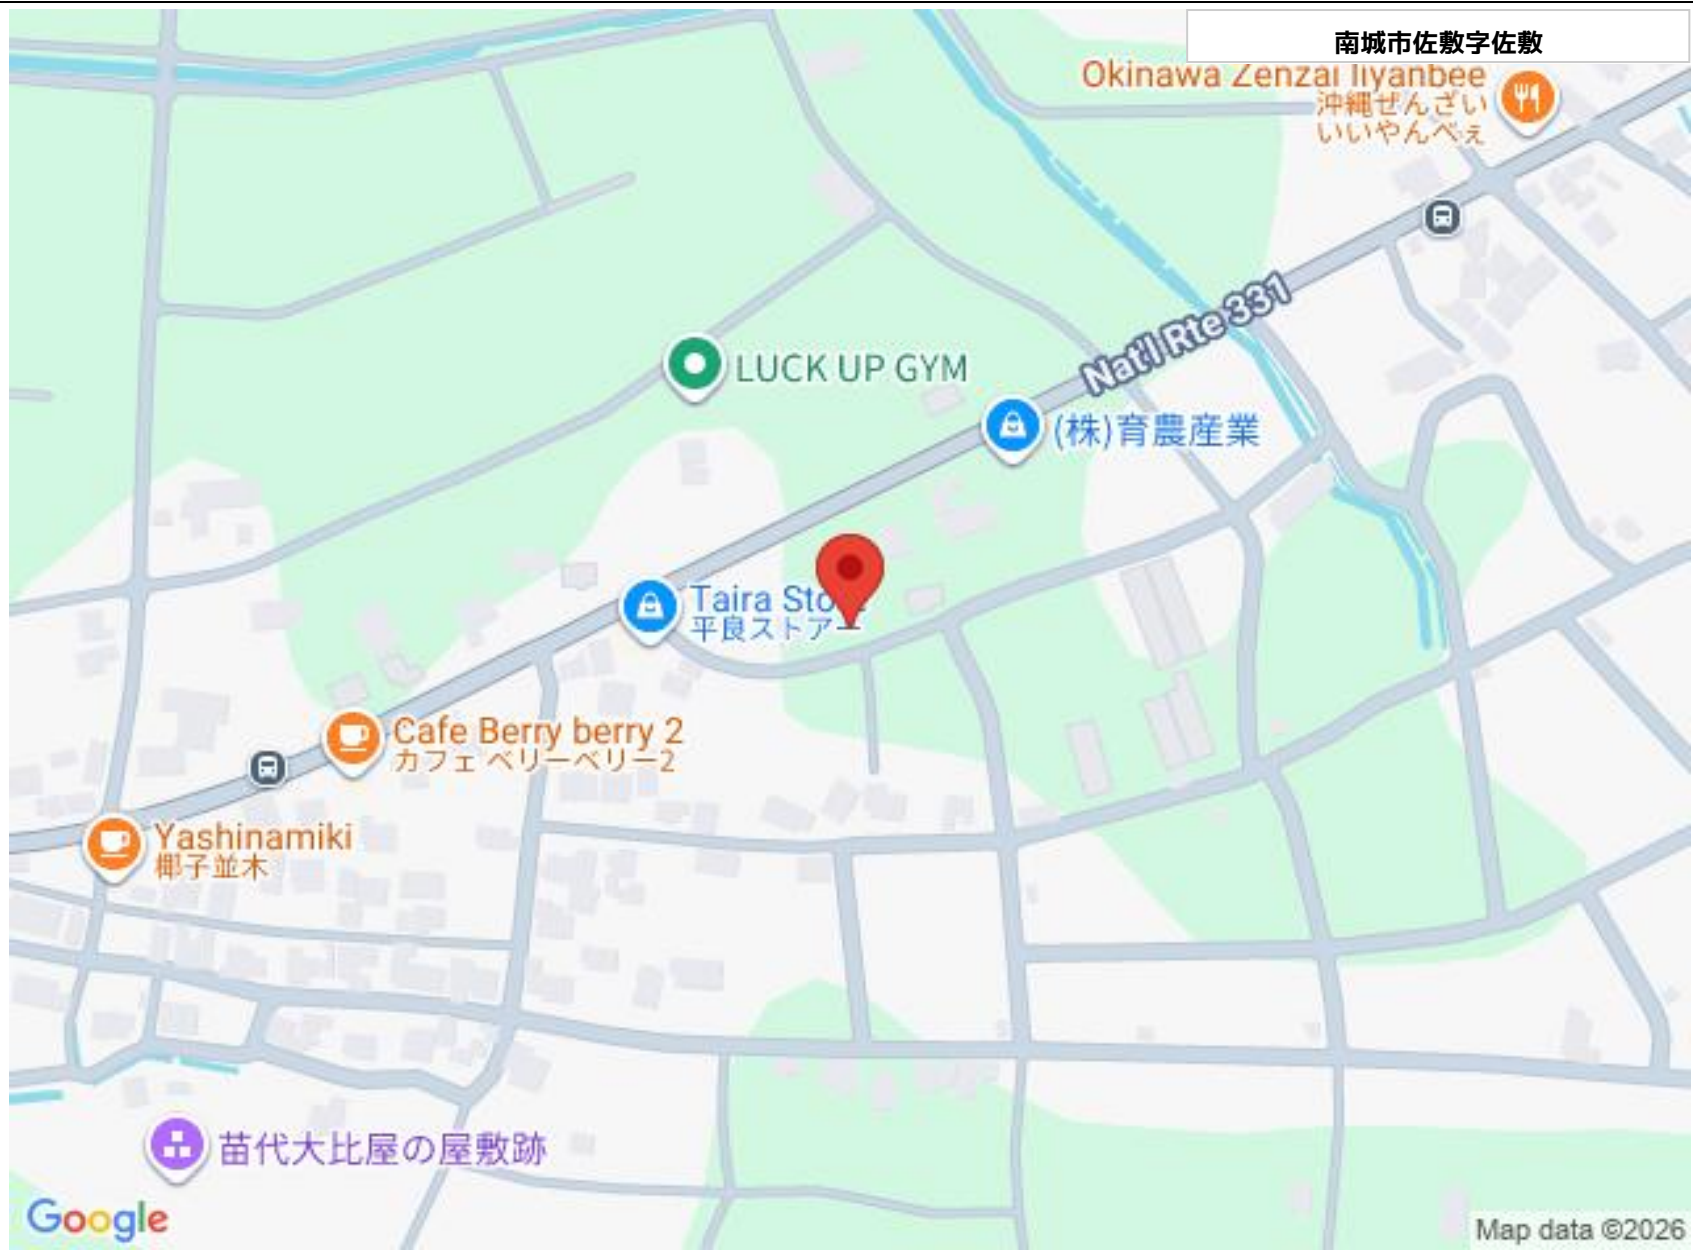 南城市佐敷字佐敷
Okinawa Zenzai Iiyanbee
沖縄ぜんざい
いいやんべぇ
Nat'l Rte 331
LUCK UP GYM
(株)育農産業
Taira Sto
平良ストアー
Cafe Berry berry 2
カフェ ベリーベリー2
Yashinamiki
椰子並木
苗代大比屋の屋敷跡
Google
Map data ©2026